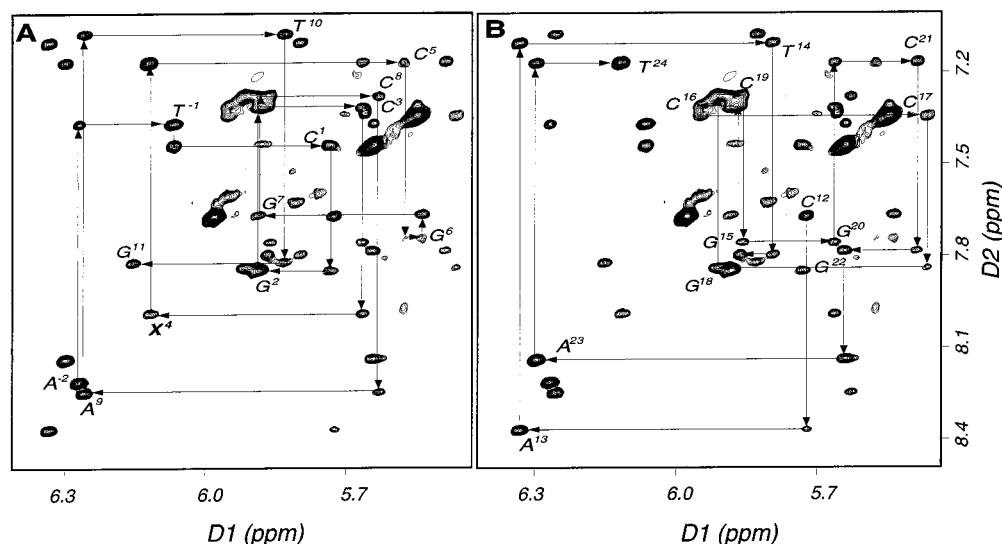 A
T¹⁰
C⁵
C⁸
C³
T⁻¹
C¹
G⁷
G⁶
G¹¹
G²
X⁴
A⁻²
A⁹
6.3
6.0
5.7
D1 (ppm)
B
C²¹
T¹⁴
T²⁴
C¹⁹
C¹⁶
C¹⁷
C¹²
G²⁰
G¹⁵
G²²
G¹⁸
A²³
A¹³
6.3
6.0
5.7
D1 (ppm)
7.2
7.5
7.8
8.1
8.4
D2 (ppm)